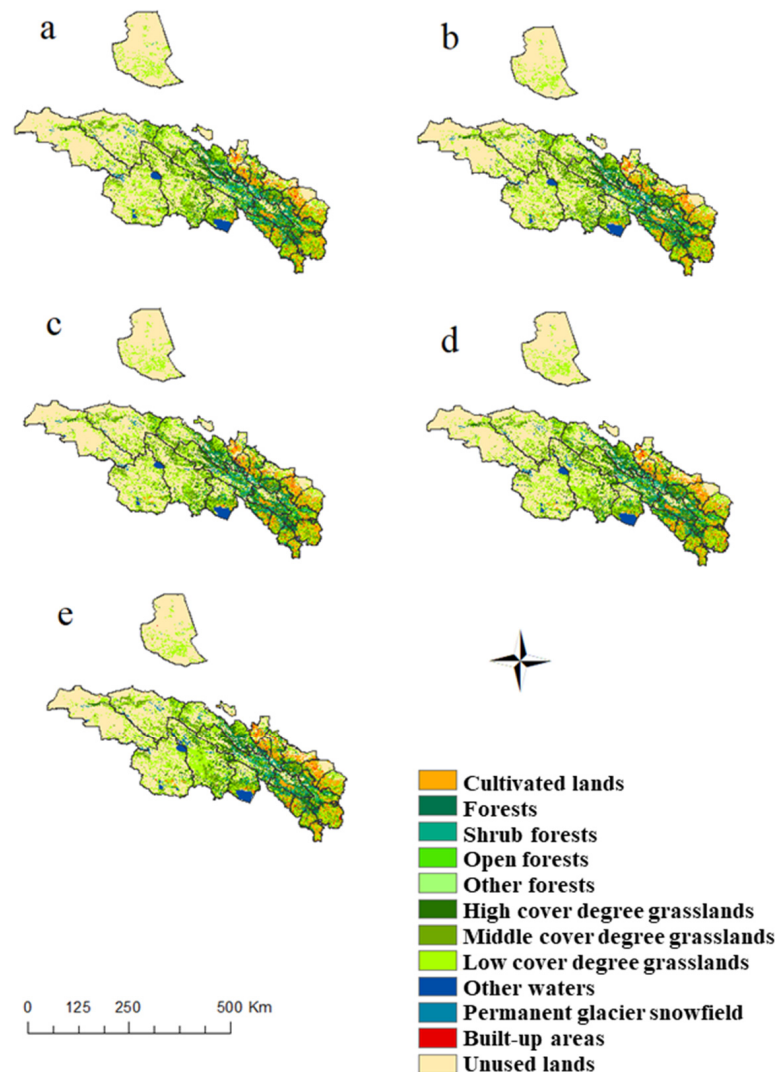 a
b
c
d
e
Cultivated lands
Forests
Shrub forests
Open forests
Other forests
High cover degree grasslands
Middle cover degree grasslands
Low cover degree grasslands
Other waters
Permanent glacier snowfield
Built-up areas
Unused lands
0 125 250 500 Km